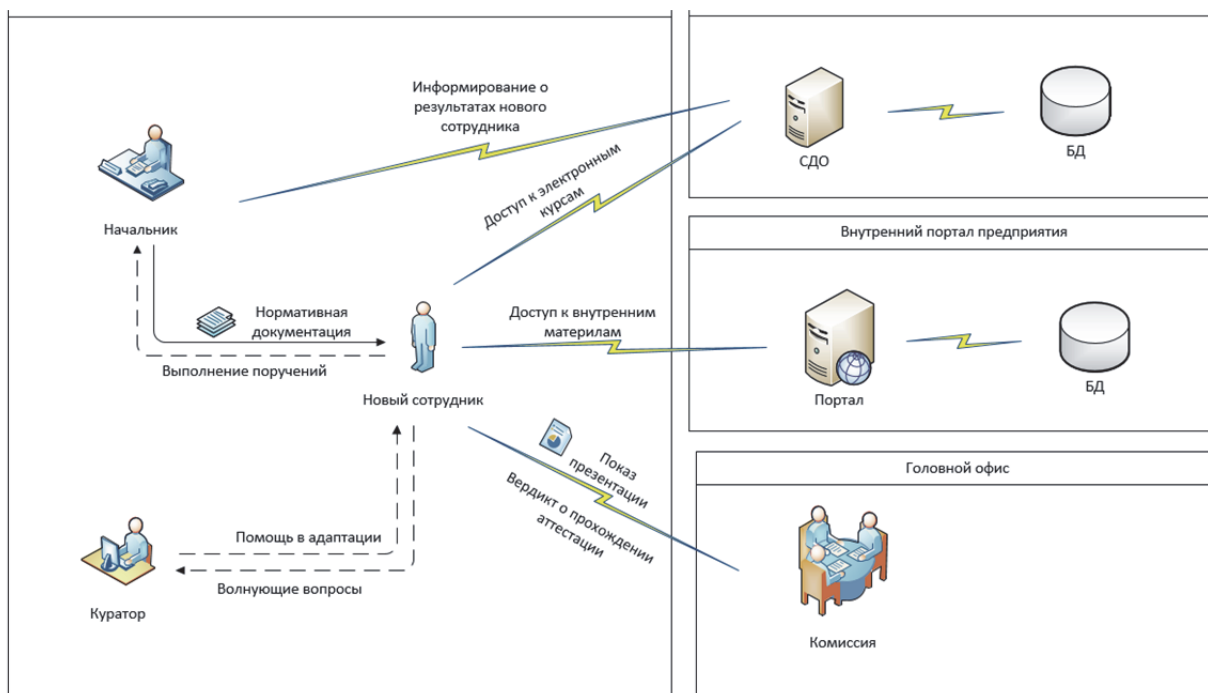 Информирование о
результатах нового
сотрудника
СДО
БД
Доступ к электронным
курсам
Начальник
Внутренний портал предприятия
Нормативная
документация
Доступ к внутренним
материлам
Выполнение поручений
Новый сотрудник
Портал
БД
Показ
презентации
Вердикт о прохождении
аттестации
Головной офис
Помощь в адаптации
Волнующие вопросы
Куратор
Комиссия